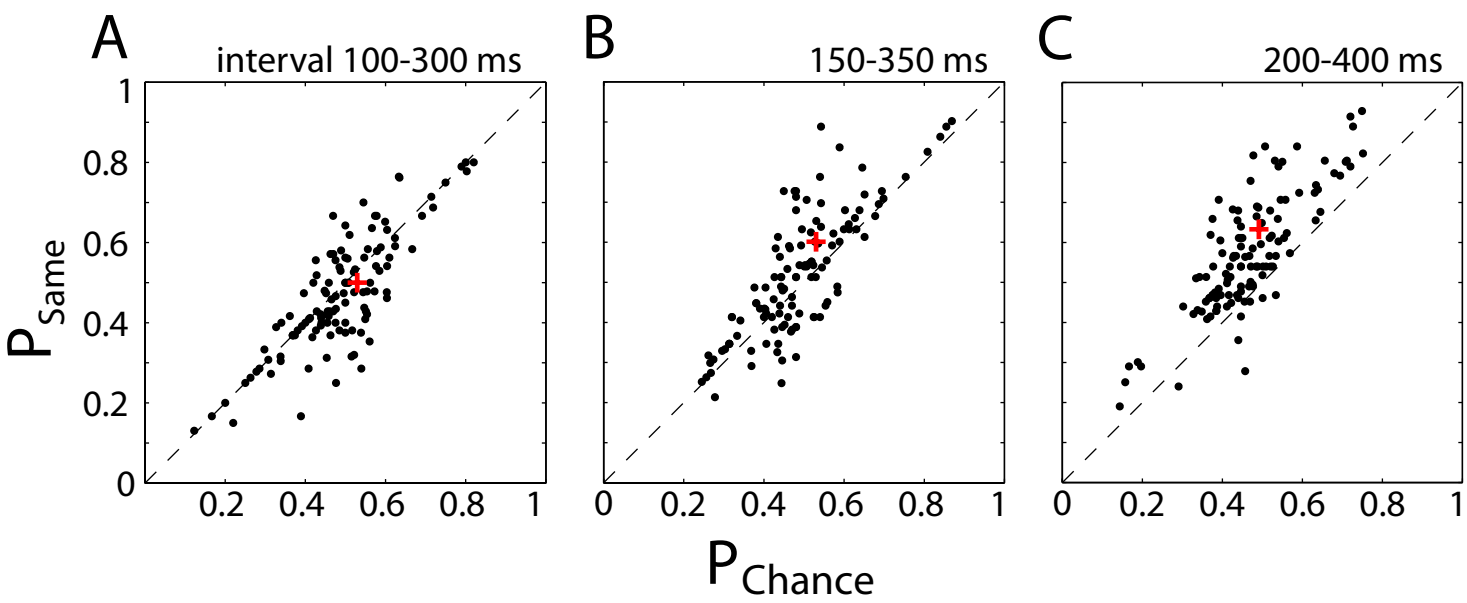 A
interval 100-300 ms
B
150-350 ms
C
200-400 ms
1
0.8
0.6
0.4
0.2
0
P Same
0.2 0.4 0.6 0.8 1
0 0.2 0.4 0.6 0.8 1
0 0.2 0.4 0.6 0.8 1
P Chance